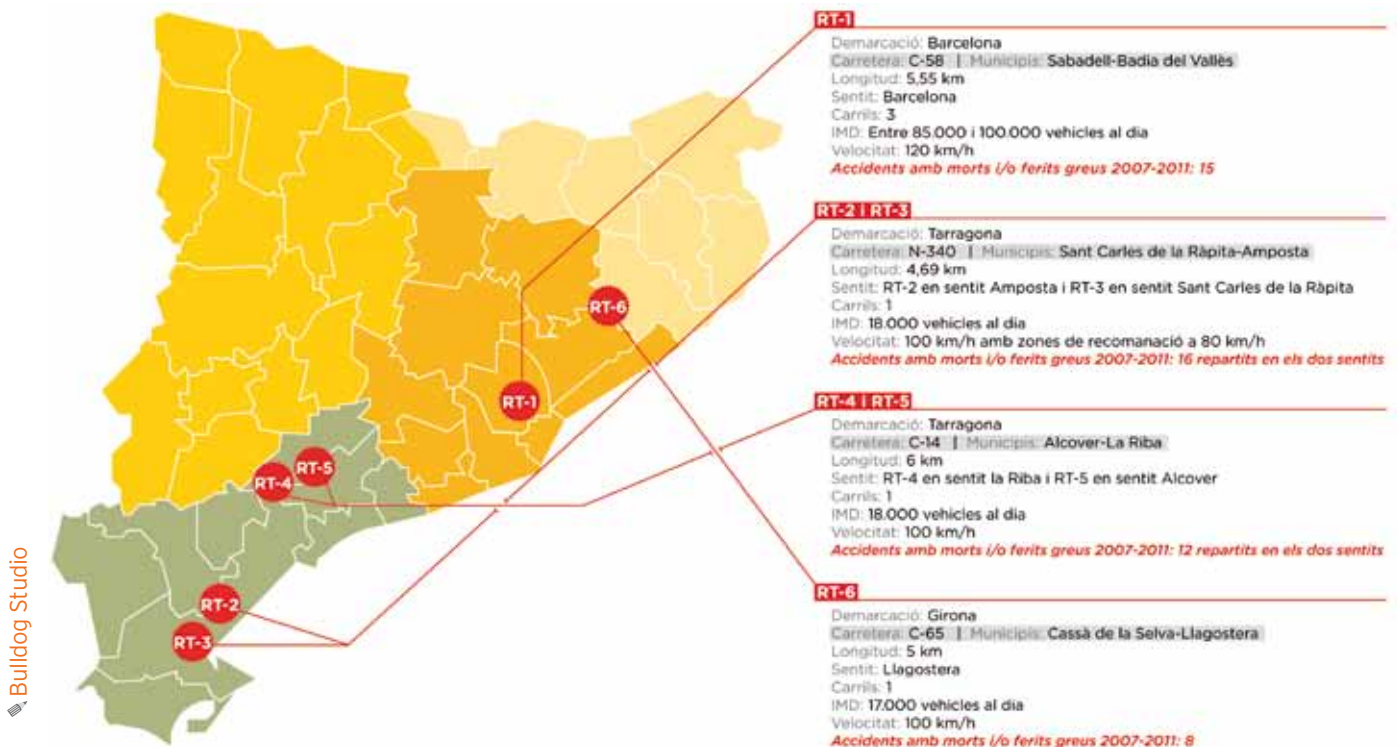 RT-1
Demarcació: Barcelona
Carretera: C-58 | Municipis: Sabadell-Badia del Vallès
Longitud: 5,55 km
Sentit: Barcelona
Carrils: 3
IMD: Entre 85.000 i 100.000 vehicles al dia
Velocitat: 120 km/h
Accidents amb morts i/o ferits greus 2007-2011: 15
RT-2 i RT-3
Demarcació: Tarragona
Carretera: N-340 | Municipis: Sant Carles de la Ràpita-Amposta
Longitud: 4,69 km
Sentit: RT-2 en sentit Amposta i RT-3 en sentit Sant Carles de la Ràpita
Carrils: 1
IMD: 18.000 vehicles al dia
Velocitat: 100 km/h amb zones de recomanació a 80 km/h
Accidents amb morts i/o ferits greus 2007-2011: 16 repartits en els dos sentits
RT-4 i RT-5
Demarcació: Tarragona
Carretera: C-14 | Municipis: Alcover-La Riba
Longitud: 6 km
Sentit: RT-4 en sentit la Riba i RT-5 en sentit Alcover
Carrils: 1
IMD: 18.000 vehicles al dia
Velocitat: 100 km/h
Accidents amb morts i/o ferits greus 2007-2011: 12 repartits en els dos sentits
RT-6
Demarcació: Girona
Carretera: C-65 | Municipis: Cassà de la Selva-Llagostera
Longitud: 5 km
Sentit: Llagostera
Carrils: 1
IMD: 17.000 vehicles al dia
Velocitat: 100 km/h
Accidents amb morts i/o ferits greus 2007-2011: 8
RT-6
RT-1
RT-5
RT-4
RT-2
RT-3
Bulldog Studio